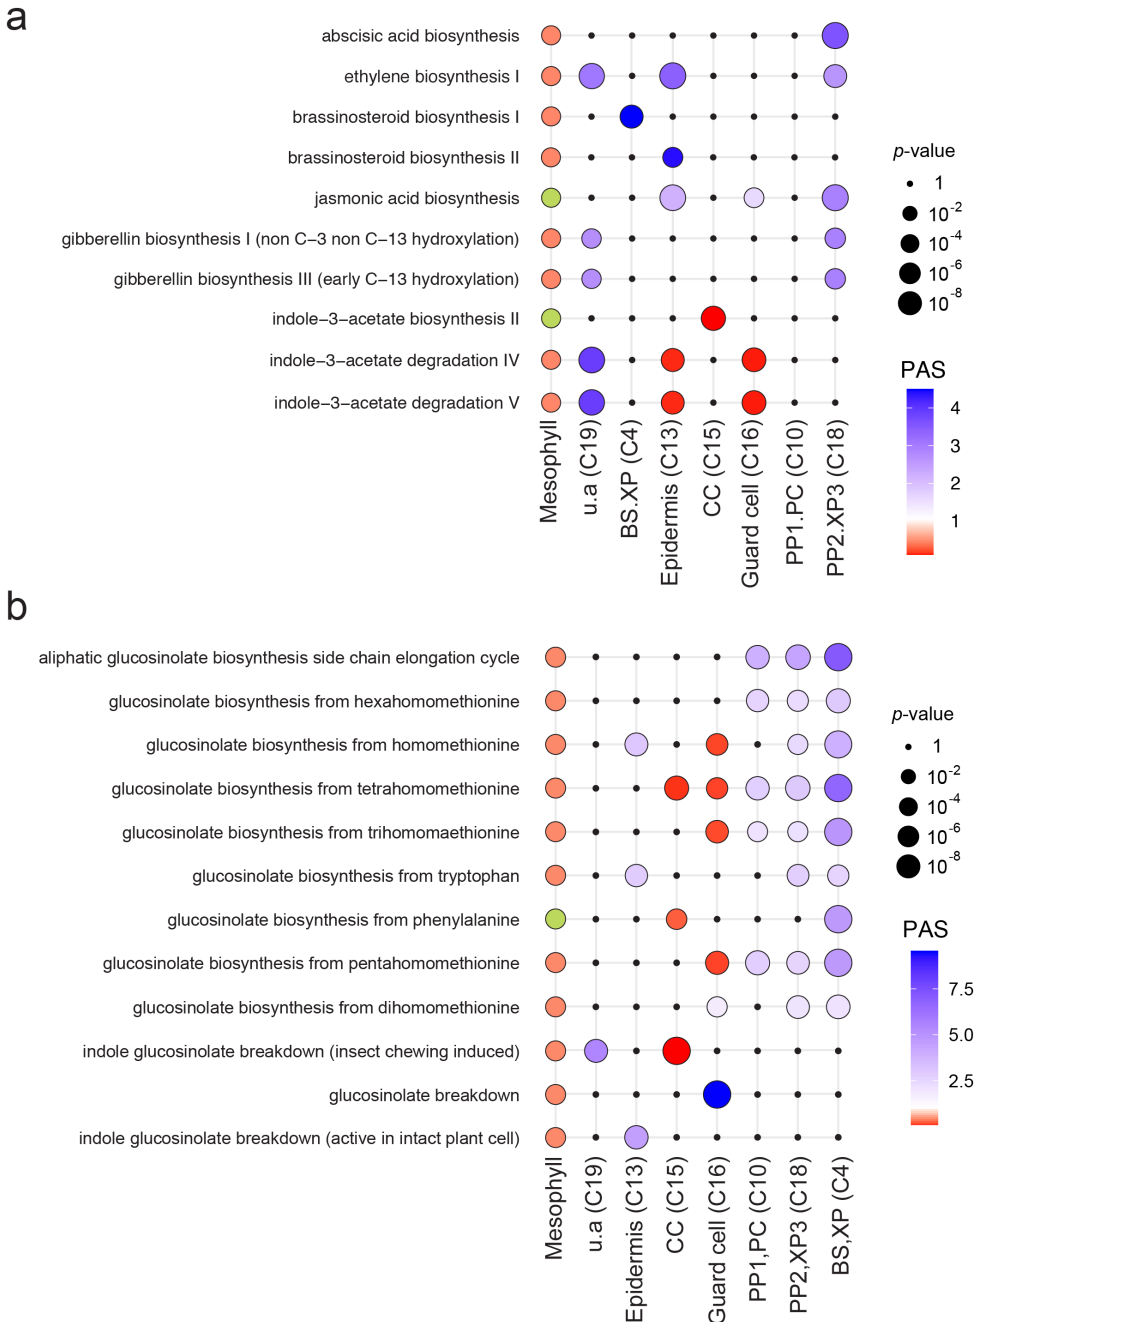 a
abscisic acid biosynthesis
ethylene biosynthesis I
brassinosteroid biosynthesis I
brassinosteroid biosynthesis II
jasmonic acid biosynthesis
gibberellin biosynthesis I (non C−3 non C−13 hydroxylation)
gibberellin biosynthesis III (early C−13 hydroxylation)
indole−3−acetate biosynthesis II
indole−3−acetate degradation IV
indole−3−acetate degradation V
Mesophyll
u.a (C19)
BS.XP (C4)
Epidermis (C13)
CC (C15)
Guard cell (C16)
PP1.PC (C10)
PP2.XP3 (C18)
p-value
1
10-2
10-4
10-6
10-8
PAS
4
3
2
1
b
aliphatic glucosinolate biosynthesis side chain elongation cycle
glucosinolate biosynthesis from hexahomomethionine
glucosinolate biosynthesis from homomethionine
glucosinolate biosynthesis from tetrahomomethionine
glucosinolate biosynthesis from trihomomaethionine
glucosinolate biosynthesis from tryptophan
glucosinolate biosynthesis from phenylalanine
glucosinolate biosynthesis from pentahomomethionine
glucosinolate biosynthesis from dihomomethionine
indole glucosinolate breakdown (insect chewing induced)
glucosinolate breakdown
indole glucosinolate breakdown (active in intact plant cell)
Mesophyll
u.a (C19)
Epidermis (C13)
CC (C15)
Guard cell (C16)
PP1,PC (C10)
PP2,XP3 (C18)
BS,XP (C4)
p-value
1
10-2
10-4
10-6
10-8
PAS
7.5
5.0
2.5